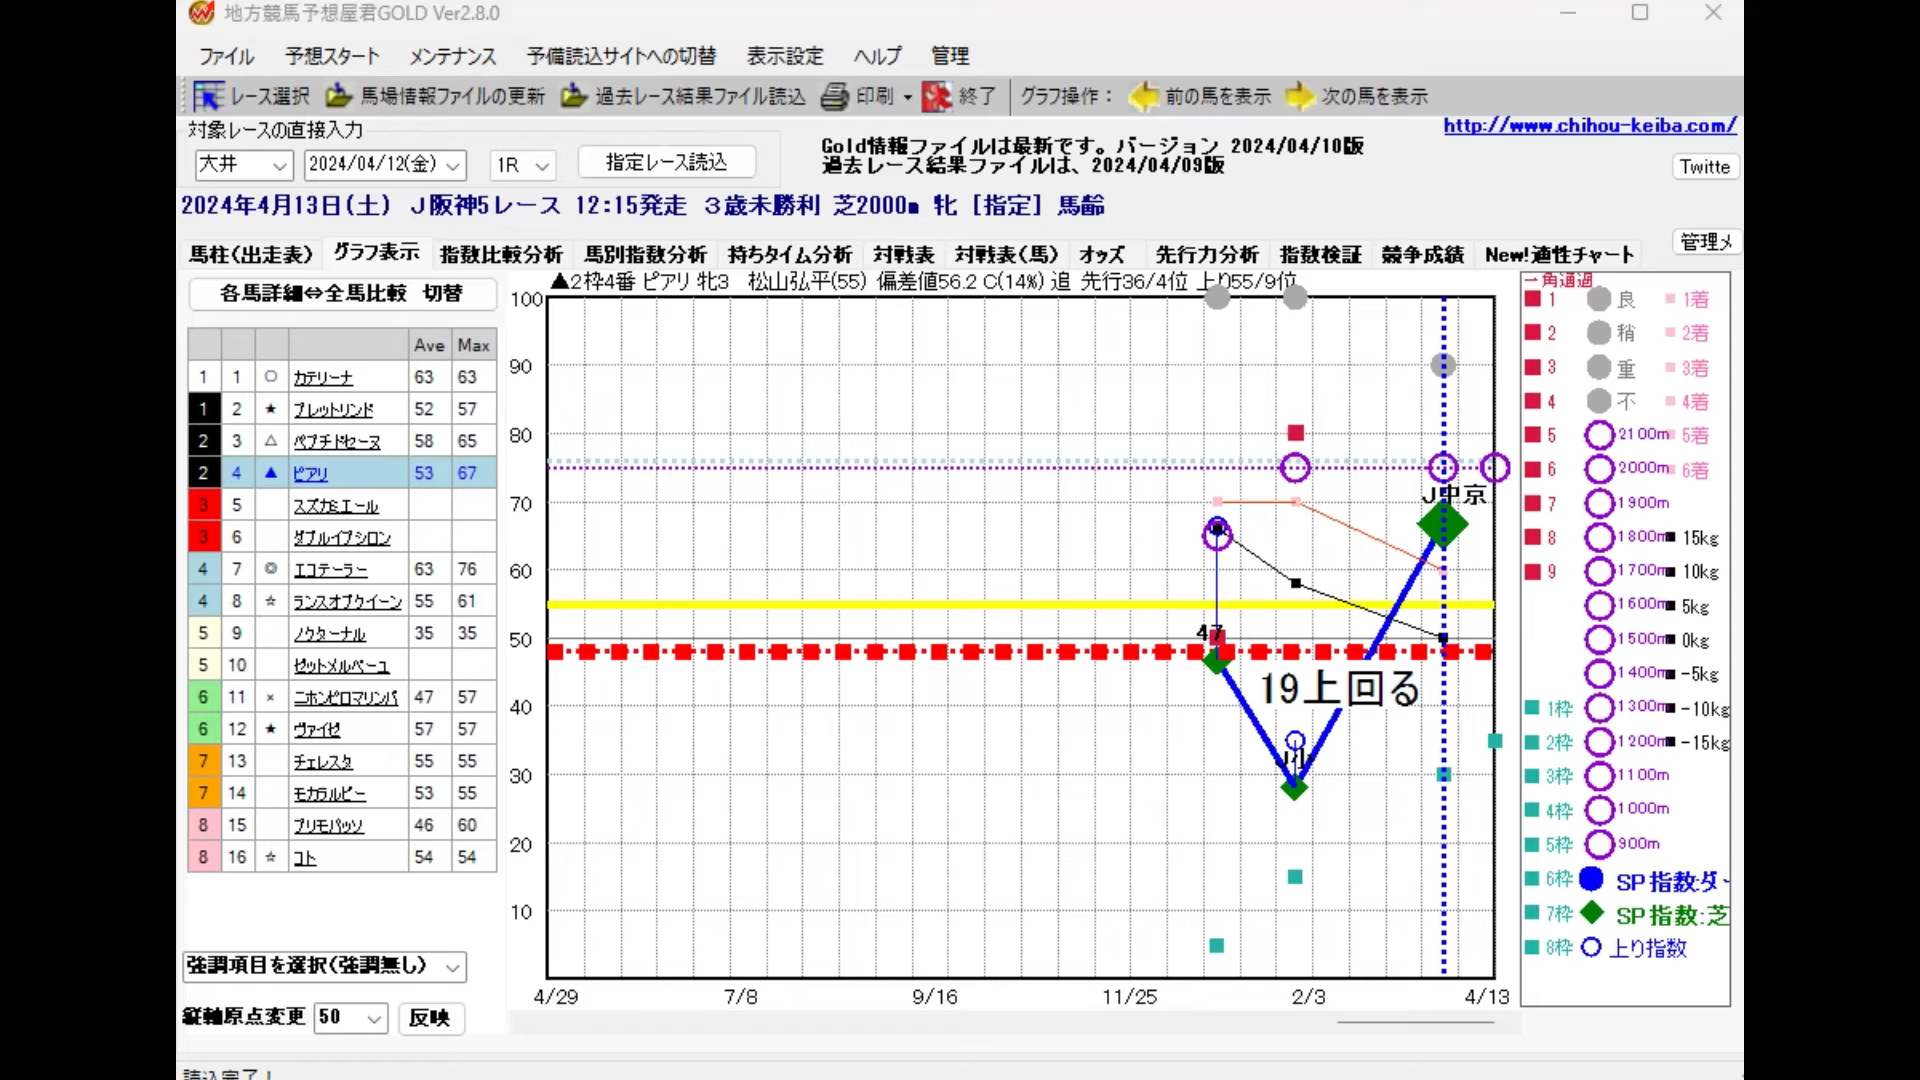 地方競馬予想屋君GOLD Ver2.8.0
ファイル 予想スタート メンテナンス 予備読込サイトへの切替 表示設定 ヘルプ 管理
レース選択 馬場情報ファイルの更新 過去レース結果ファイル読込 印刷 終了 グラフ操作： 前の馬を表示 次の馬を表示
対象レースの直接入力
http://www.chihou-keiba.com/
大井 2024/04/12(金) 1R 指定レース読込
Gold情報ファイルは最新です。バージョン 2024/04/10版
過去レース結果ファイルは、2024/04/09版
Twitte
2024年4月13日(土) Ｊ阪神5レース 12:15発走 ３歳未勝利 芝2000m 牝 [指定] 馬齢
管理メ
馬柱(出走表) グラフ表示 指数比較分析 馬別指数分析 持ちタイム分析 対戦表 対戦表(馬) オッズ 先行力分析 指数検証 競争成績 New!適性チャート
各馬詳細⇔全馬比較 切替
▲2枠4番 ピアリ 牝3 松山弘平(55) 偏差値56.2 C(14%) 追 先行36/4位 上り55/9位
Ave Max
1 1 ○ カテリーナ 63 63
1 2 ★ プレットリンド 52 57
2 3 △ ペプチドセーヌ 58 65
2 4 ▲ ピアリ 53 67
3 5 スズカミエール
3 6 ダブルイプシロン
4 7 ◎ エコテーラー 63 76
4 8 ☆ ランスオブクイーン 55 61
5 9 ノクターナル 35 35
5 10 ゼットメルベーユ
6 11 × ニホンピロマリンバ 47 57
6 12 ★ ヴァイゼ 57 57
7 13 チェレスタ 55 55
7 14 モカラルビー 53 55
8 15 プリモパッソ 46 60
8 16 ☆ コト 54 54
強調項目を選択(強調無し)
縦軸原点変更 50 反映
100
90
80
70
60
50
40
30
20
10
J中京
47
19上回る
4/29 7/8 9/16 11/25 2/3 4/13
一角通過
1 良 1着
2 稍 2着
3 重 3着
4 不 4着
5 2100m 5着
6 2000m 6着
7 1900m
8 1800m 15kg
9 1700m 10kg
1600m 5kg
1500m 0kg
1400m -5kg
1枠 1300m -10kg
2枠 1200m -15kg
3枠 1100m
4枠 1000m
5枠 900m
6枠 SP指数:ダ
7枠 SP指数:芝
8枠 上り指数
読込完了！